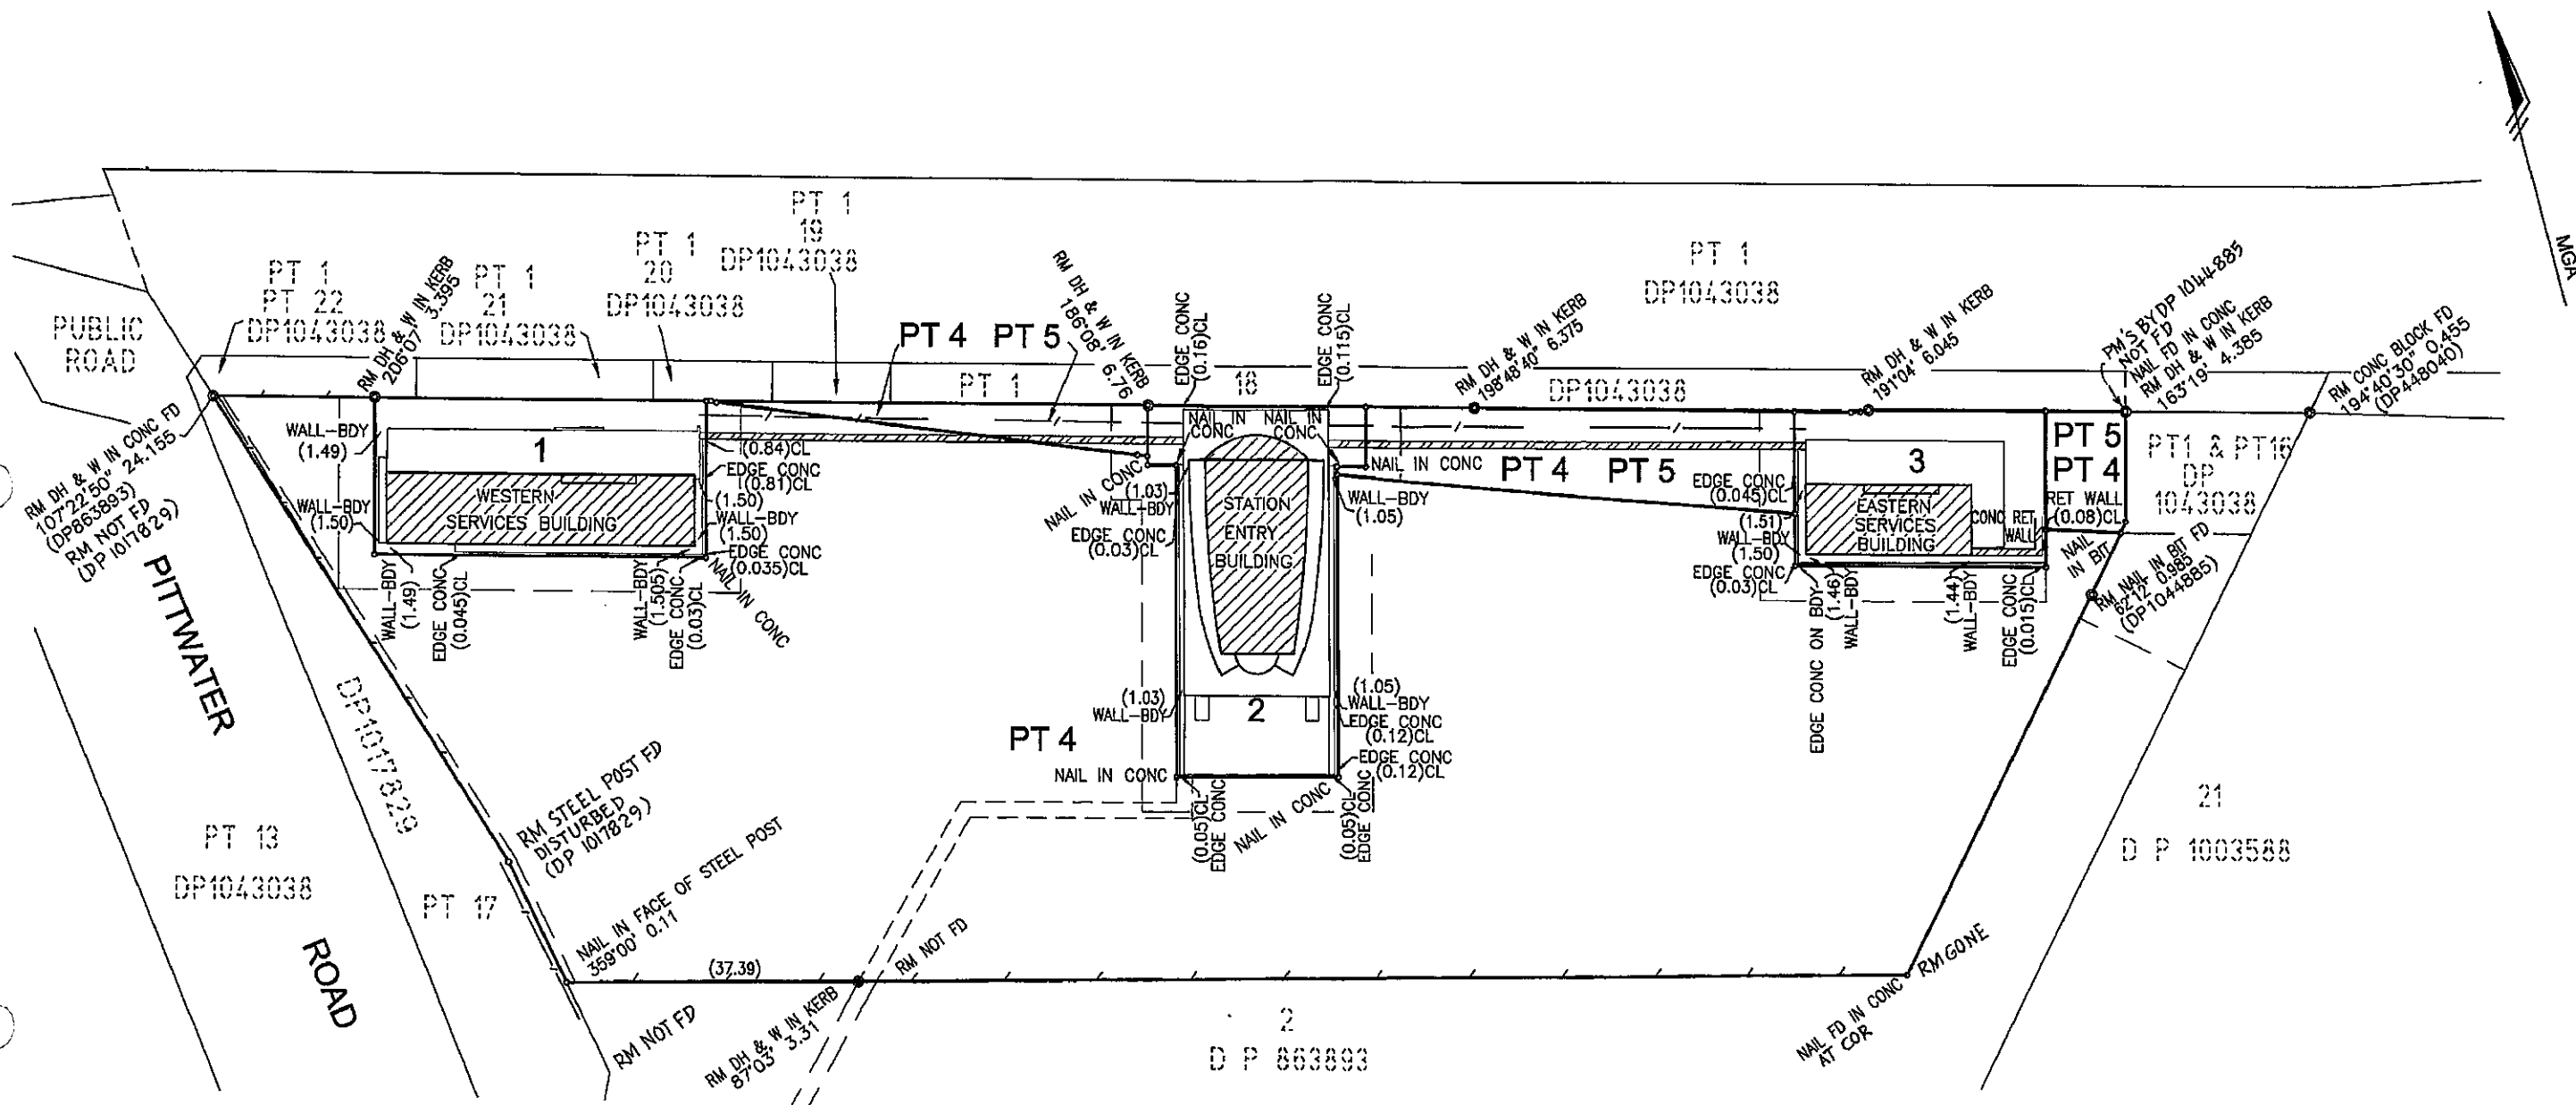 MGA
PT 1
19
DP1043038
PT 1
20
DP1043038
PT 1
21
DP1043038
PT 1
PT 22
DP1043038
PT 1
DP1043038
PUBLIC
ROAD
RM DH & W IN KERB
206°07' 3.395
PT 4 PT 5
RM DH & W IN KERB
186°08' 6.76
EDGE CONC
(0.16)CL
EDGE CONC
(0.115)CL
RM DH & W IN KERB
198°48'40" 6.375
RM DH & W IN KERB
191°04' 6.045
PM'S BY DP 1044885
NOT FD
NAIL FD IN CONC
RM DH & W IN KERB
163°19' 4.385
RM CONC BLOCK FD
194°40'30" 0.455
(DP448040)
PT 1
18
DP1043038
RM DH & W IN CONC FD
107°22'50" 24.155
(DP863893)
RM NOT FD
(DP 1017829)
WALL-BDY
(1.49)
1
WESTERN
SERVICES BUILDING
WALL-BDY
(1.50)
(0.84)CL
EDGE CONC
(0.81)CL
(1.50)
WALL-BDY
(1.50)
EDGE CONC
(0.035)CL
NAIL IN CONC
WALL-BDY
(1.49)
EDGE CONC
(0.045)CL
WALL-BDY
(1.505)
EDGE CONC
(0.03)CL
NAIL IN
CONC
NAIL IN
CONC
NAIL IN CONC
NAIL IN CONC
(1.03)
WALL-BDY
EDGE CONC
(0.03)CL
STATION
ENTRY
BUILDING
WALL-BDY
(1.05)
PT 4 PT 5
(1.03)
WALL-BDY
2
(1.05)
WALL-BDY
EDGE CONC
(0.12)CL
EDGE CONC
(0.12)CL
PT 4
NAIL IN CONC
(0.05)CL
EDGE CONC
NAIL IN CONC
(0.05)CL
EDGE CONC
3
EASTERN
SERVICES
BUILDING
CONC RET
WALL
EDGE CONC
(0.045)CL
(1.51)
WALL-BDY
(1.50)
EDGE CONC
(0.03)CL
EDGE CONC ON BDY
(1.46)
WALL-BDY
(1.44)
WALL-BDY
EDGE CONC
(0.015)CL
PT 5
PT 4
RET WALL
(0.08)CL
NAIL
IN BIT
PT1 & PT16
DP
1043038
RM NAIL IN BIT FD
62°12' 0.985
(DP1044885)
PITTWATER
ROAD
DP1017829
PT 13
DP1043038
PT 17
RM STEEL POST FD
DISTURBED
(DP 1017829)
NAIL IN FACE OF STEEL POST
359°00' 0.11
(37.39)
RM NOT FD
RM NOT FD
RM DH & W IN KERB
87°03' 3.31
2
D P 863893
RM GONE
NAIL FD IN CONC
AT COR
21
D P 1003588